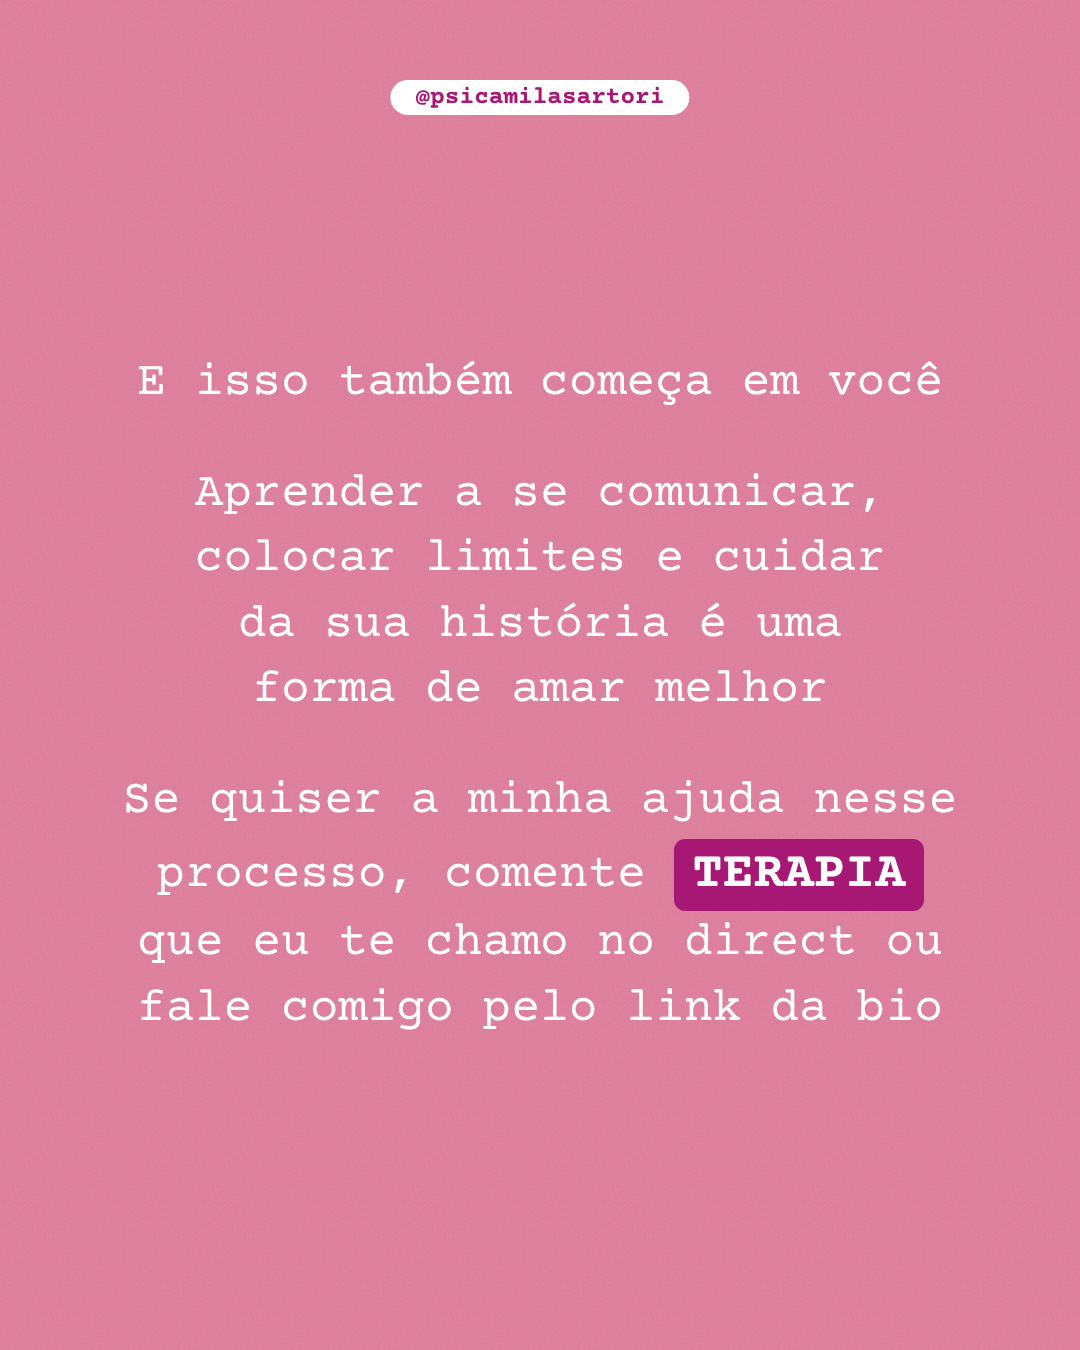 @psicamilasartori
E isso também começa em você
Aprender a se comunicar,
colocar limites e cuidar
da sua história é uma
forma de amar melhor
Se quiser a minha ajuda nesse
processo, comente TERAPIA
que eu te chamo no direct ou
fale comigo pelo link da bio